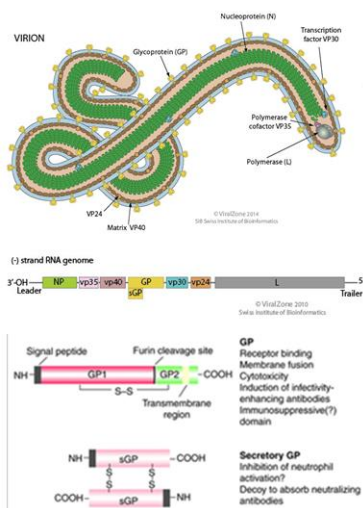 VIRION
Nucleoprotein (N)
Glycoprotein (GP)
Transcription
factor VP30
Polymerase
cofactor VP35
Polymerase (L)
VP24
Matrix VP40
© ViralZone 2014
SIB Swiss Institute of Bioinformatics
(-) strand RNA genome
3'-OH
Leader
NP
vp35
vp40
GP
sGP
vp30
vp24
L
5'
Trailer
© ViralZone 2010
Swiss Institute of Bioinformatics
Signal peptide
Furin cleavage site
NH
GP1
GP2
COOH
S-S
Transmembrane
region
GP
Receptor binding
Membrane fusion
Cytotoxicity
Induction of infectivity-
enhancing antibodies
Immunosuppressive(?)
domain
NH
sGP
COOH
S S
S S
COOH
sGP
NH
Secretory GP
Inhibition of neutrophil
activation?
Decoy to absorb neutralizing
antibodies